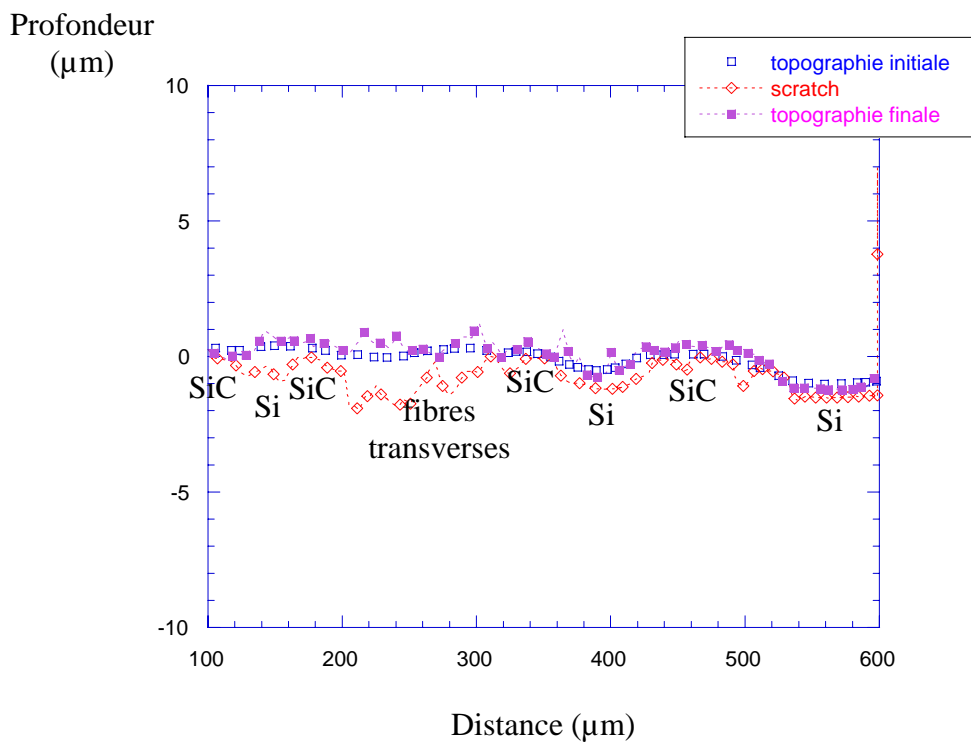 Profondeur
(µm)
topographie initiale
scratch
topographie finale
10
5
0
-5
-10
SiC
Si
SiC
fibres
transverses
SiC
Si
SiC
Si
100
200
300
400
500
600
Distance (µm)